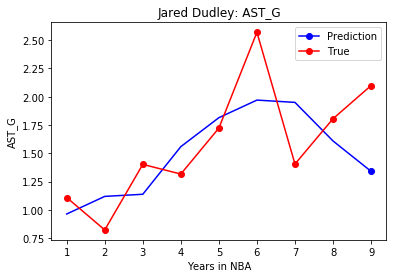 Jared Dudley: AST_G
Prediction
True
2.50
2.25
2.00
1.75
1.50
1.25
1.00
0.75
AST_G
1 2 3 4 5 6 7 8 9
Years in NBA